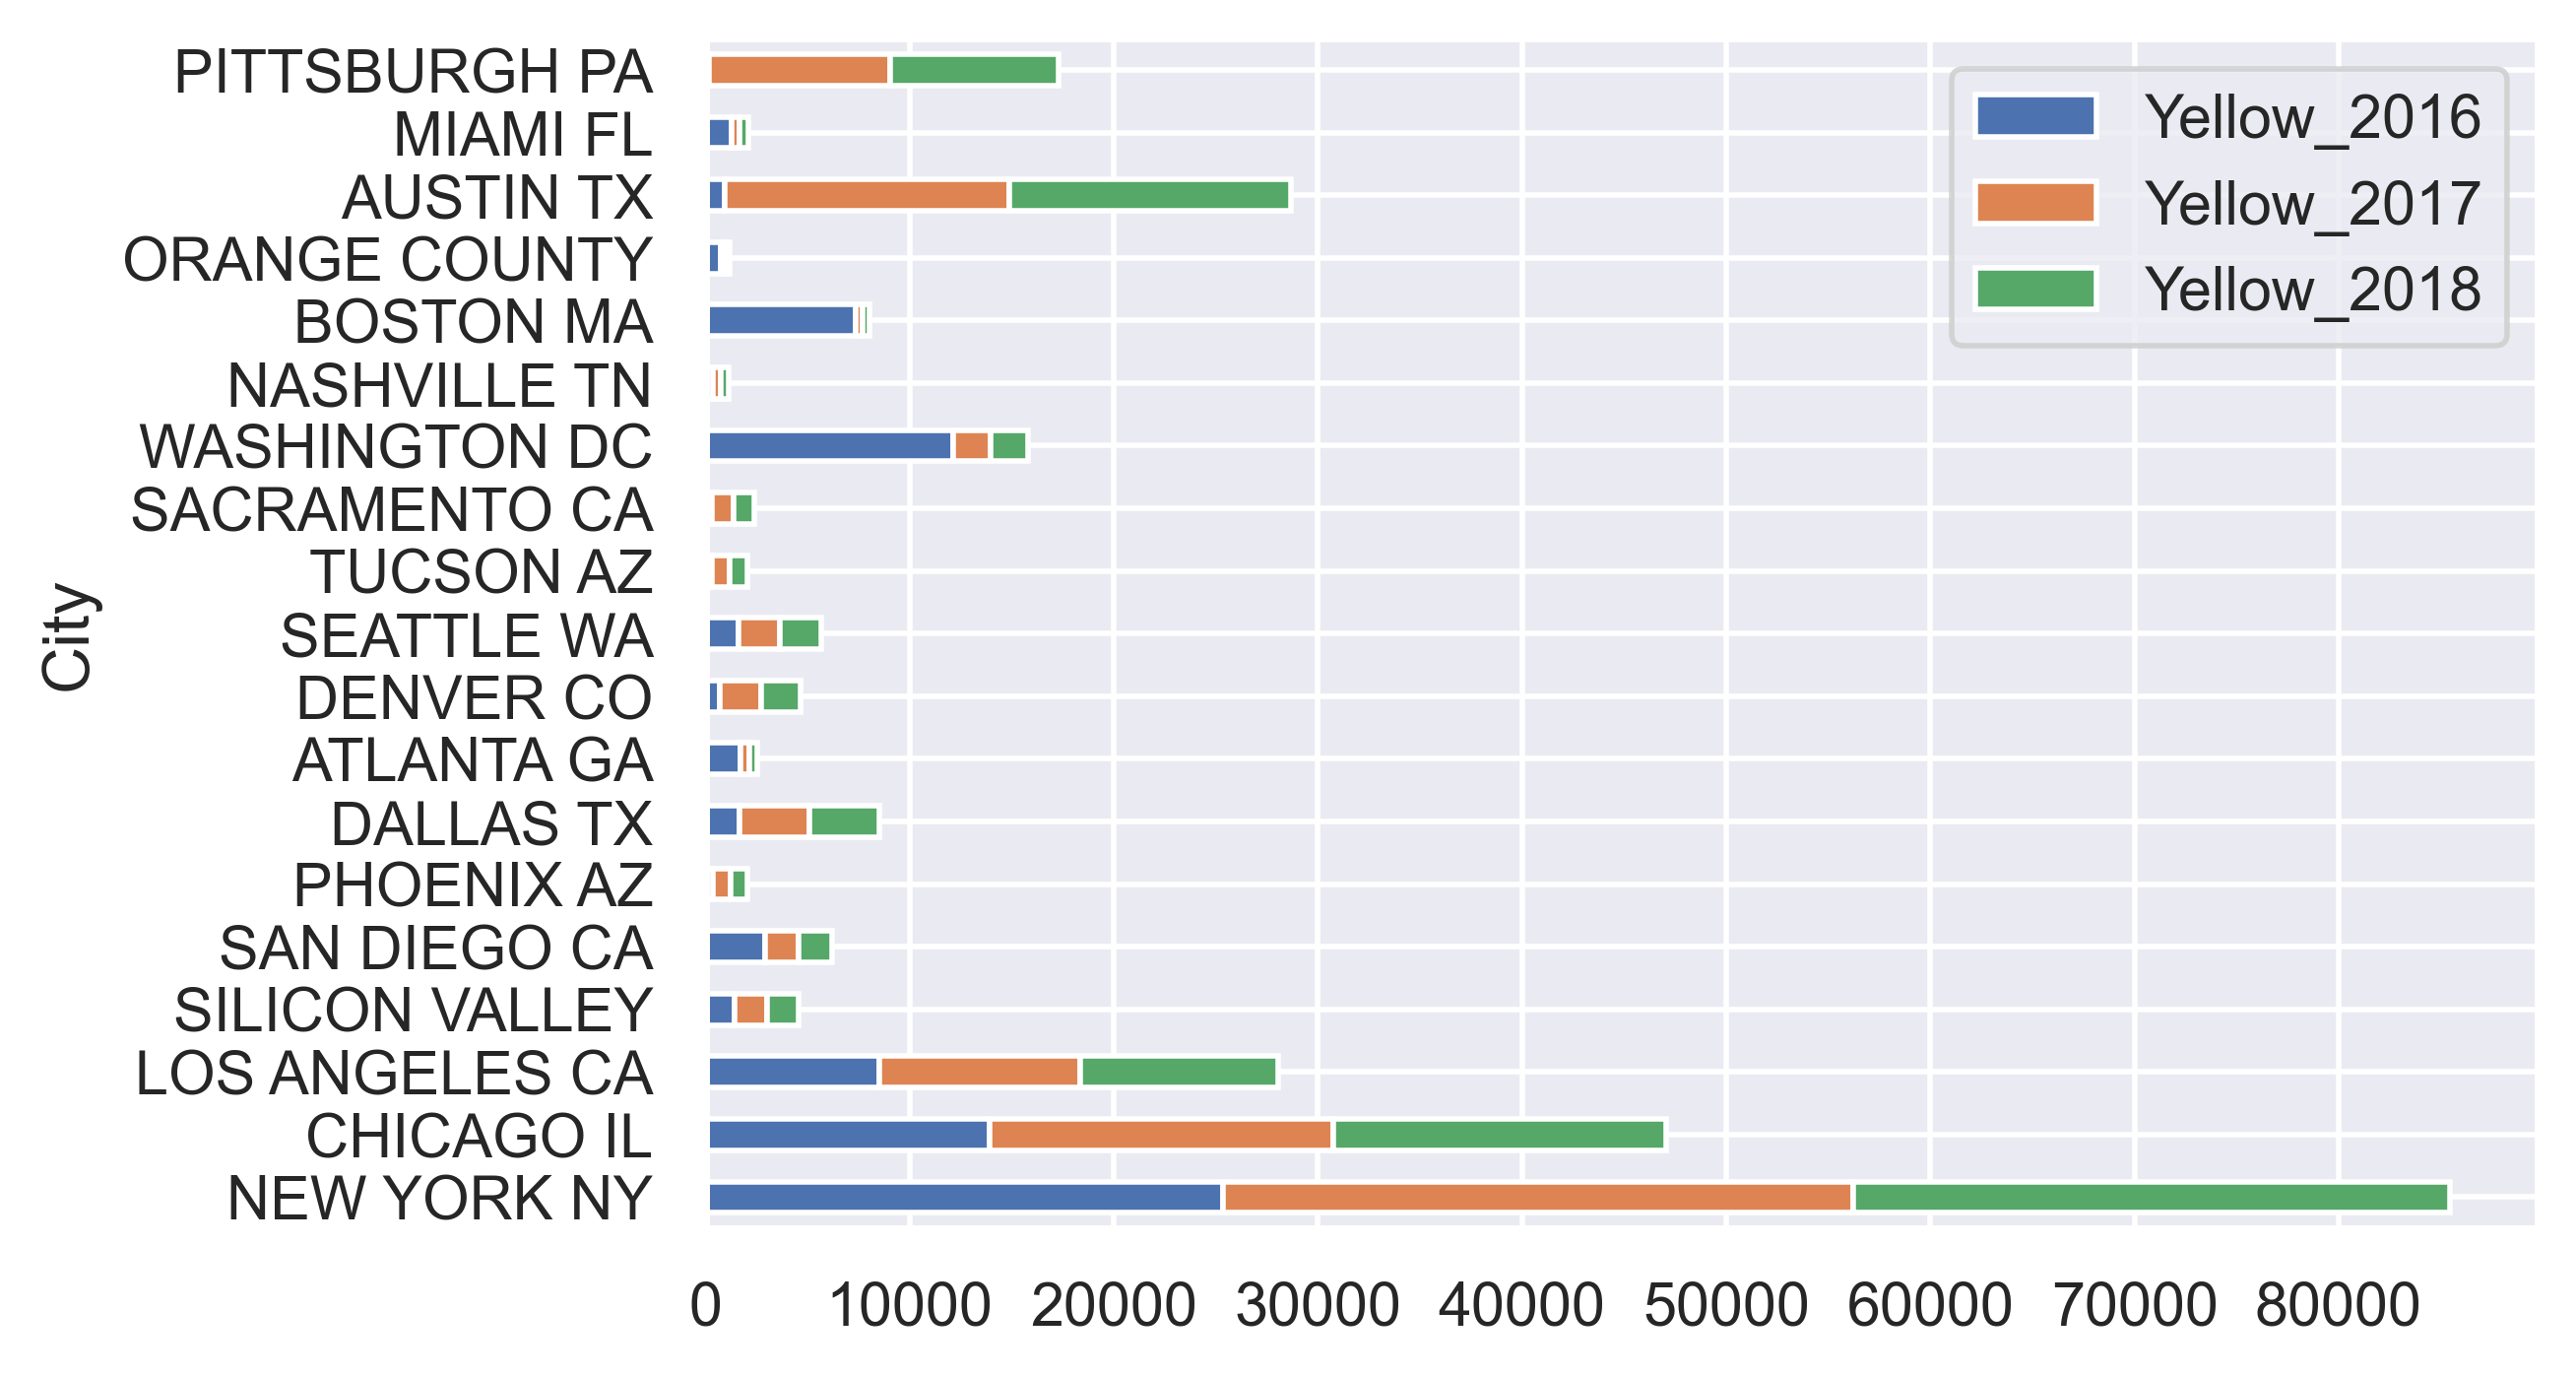 PITTSBURGH PA
MIAMI FL
AUSTIN TX
ORANGE COUNTY
BOSTON MA
NASHVILLE TN
WASHINGTON DC
SACRAMENTO CA
TUCSON AZ
SEATTLE WA
DENVER CO
ATLANTA GA
DALLAS TX
PHOENIX AZ
SAN DIEGO CA
SILICON VALLEY
LOS ANGELES CA
CHICAGO IL
NEW YORK NY
City
Yellow_2016
Yellow_2017
Yellow_2018
0 10000 20000 30000 40000 50000 60000 70000 80000